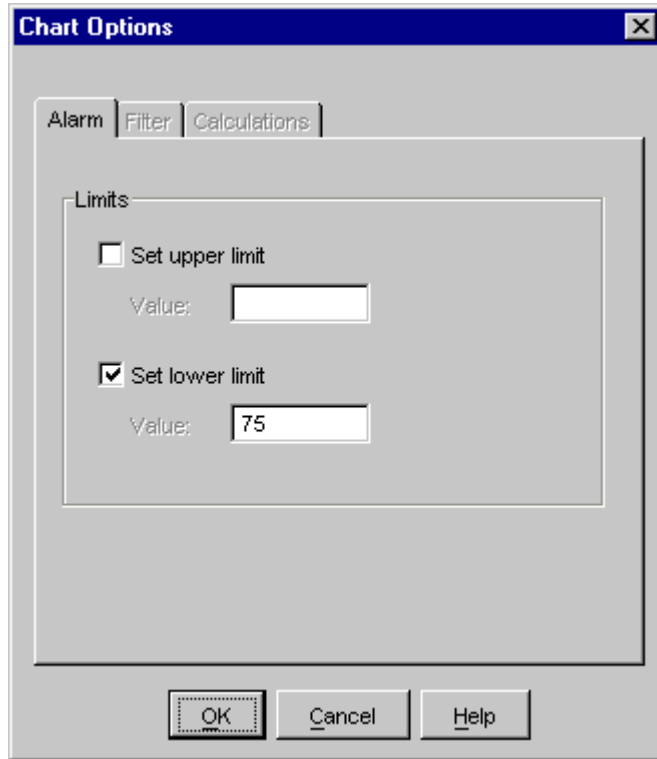 Chart Options
Alarm Filter Calculations
Limits
Set upper limit
Value:
Set lower limit
Value: 75
OK Cancel Help